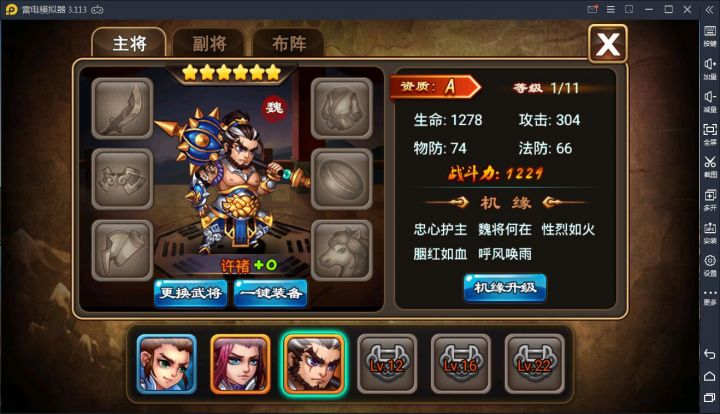 雷电模拟器 3.113
主将 副将 布阵
魏
资质：A 等级 1/11
生命：1278 攻击：304
物防：74 法防：66
战斗力：1229
机缘
忠心护主 魏将何在 性烈如火
胭红如血 呼风唤雨
许褚+0
更换武将 一键装备 机缘升级
Lv.12 Lv.16 Lv.22
按键
加量
减量
全屏
截图
多开
安装
设置
更多